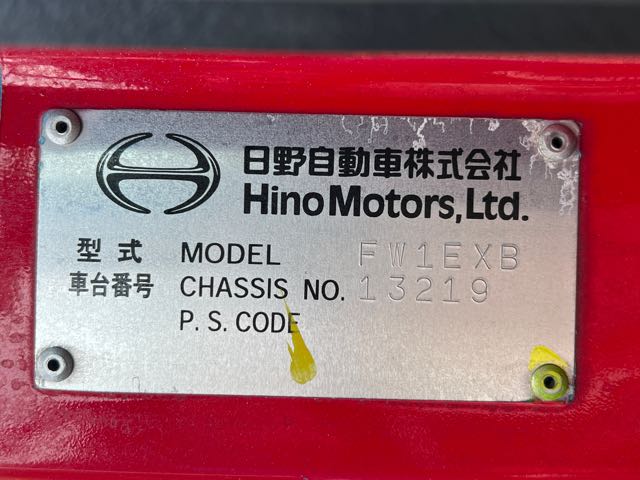 日野自動車株式会社
Hino Motors, Ltd.
型式 MODEL FW1EXB
車台番号 CHASSIS NO. 13219
P. S. CODE